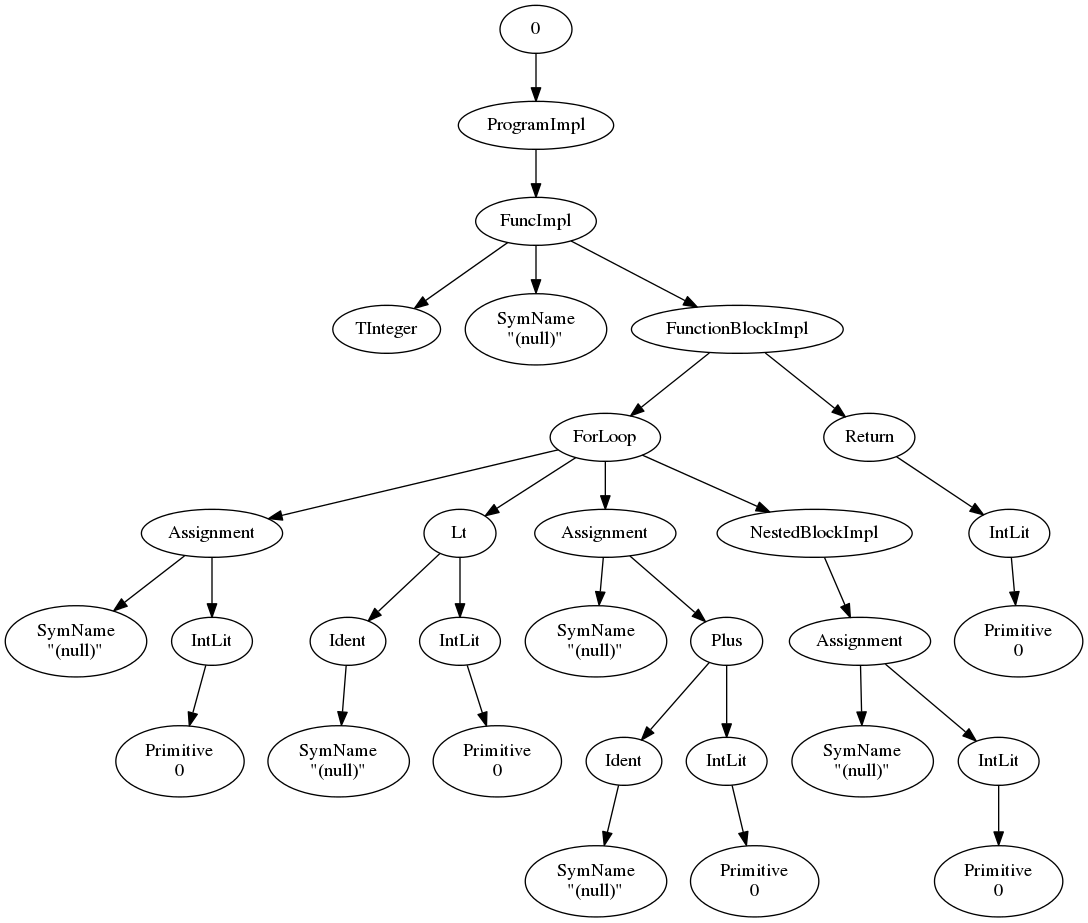 0
ProgramImpl
FuncImpl
TInteger
SymName
"(null)"
FunctionBlockImpl
ForLoop
Return
Assignment
Lt
Assignment
NestedBlockImpl
IntLit
SymName
"(null)"
IntLit
Ident
IntLit
SymName
"(null)"
Plus
Assignment
Primitive
0
Primitive
0
SymName
"(null)"
Primitive
0
Ident
IntLit
SymName
"(null)"
IntLit
SymName
"(null)"
Primitive
0
Primitive
0